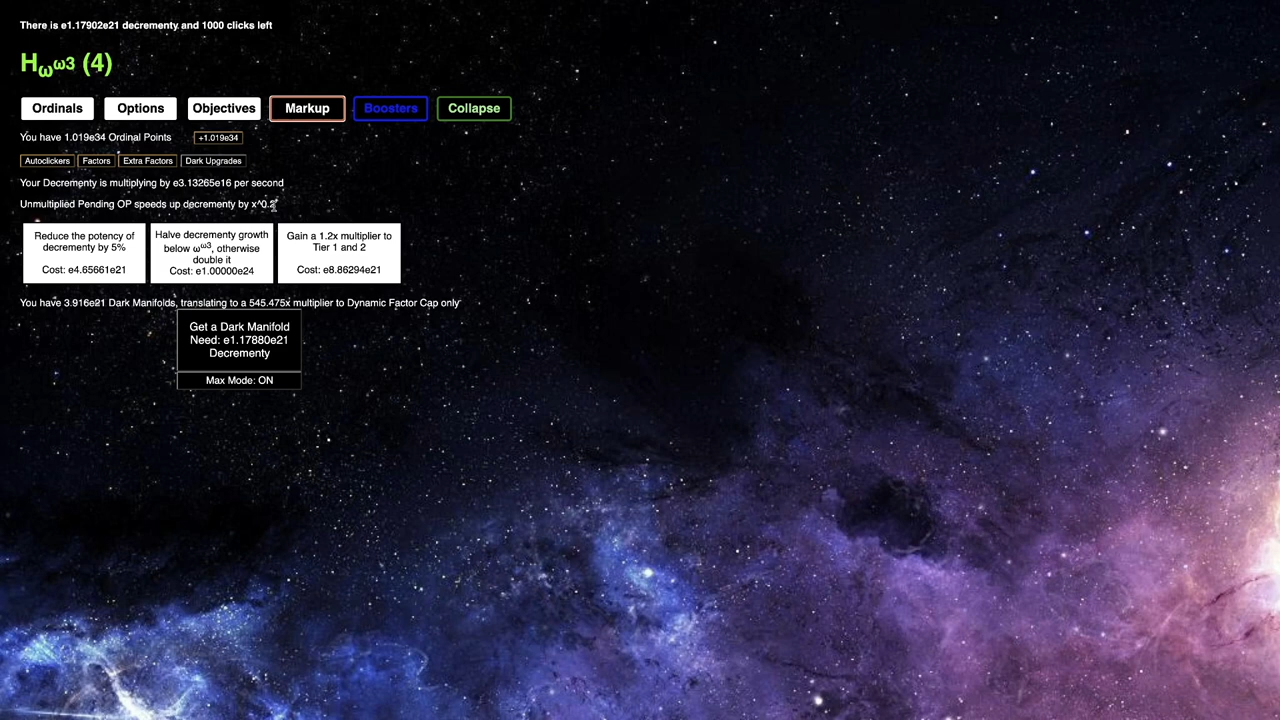 There is e1.17902e21 decrementy and 1000 clicks left
Hωω3 (4)
Ordinals Options Objectives Markup Boosters Collapse
You have 1.019e34 Ordinal Points +1.019e34
Autoclickers Factors Extra Factors Dark Upgrades
Your Decrementy is multiplying by e3.13265e16 per second
Unmultiplied Pending OP speeds up decrementy by x^0.2
Reduce the potency of
decrementy by 5%
Cost: e4.65661e21
Halve decrementy growth
below ωω3, otherwise
double it
Cost: e1.00000e24
Gain a 1.2x multiplier to
Tier 1 and 2
Cost: e8.86294e21
You have 3.916e21 Dark Manifolds, translating to a 545.475x multiplier to Dynamic Factor Cap only
Get a Dark Manifold
Need: e1.17880e21
Decrementy
Max Mode: ON